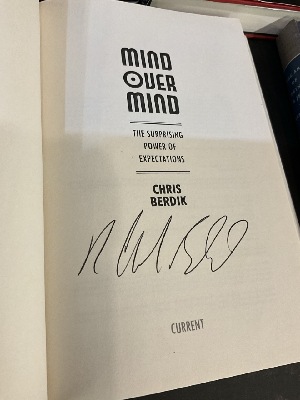 MIND
OVER
MIND
THE SURPRISING
POWER OF
EXPECTATIONS
CHRIS
BERDIK
CURRENT